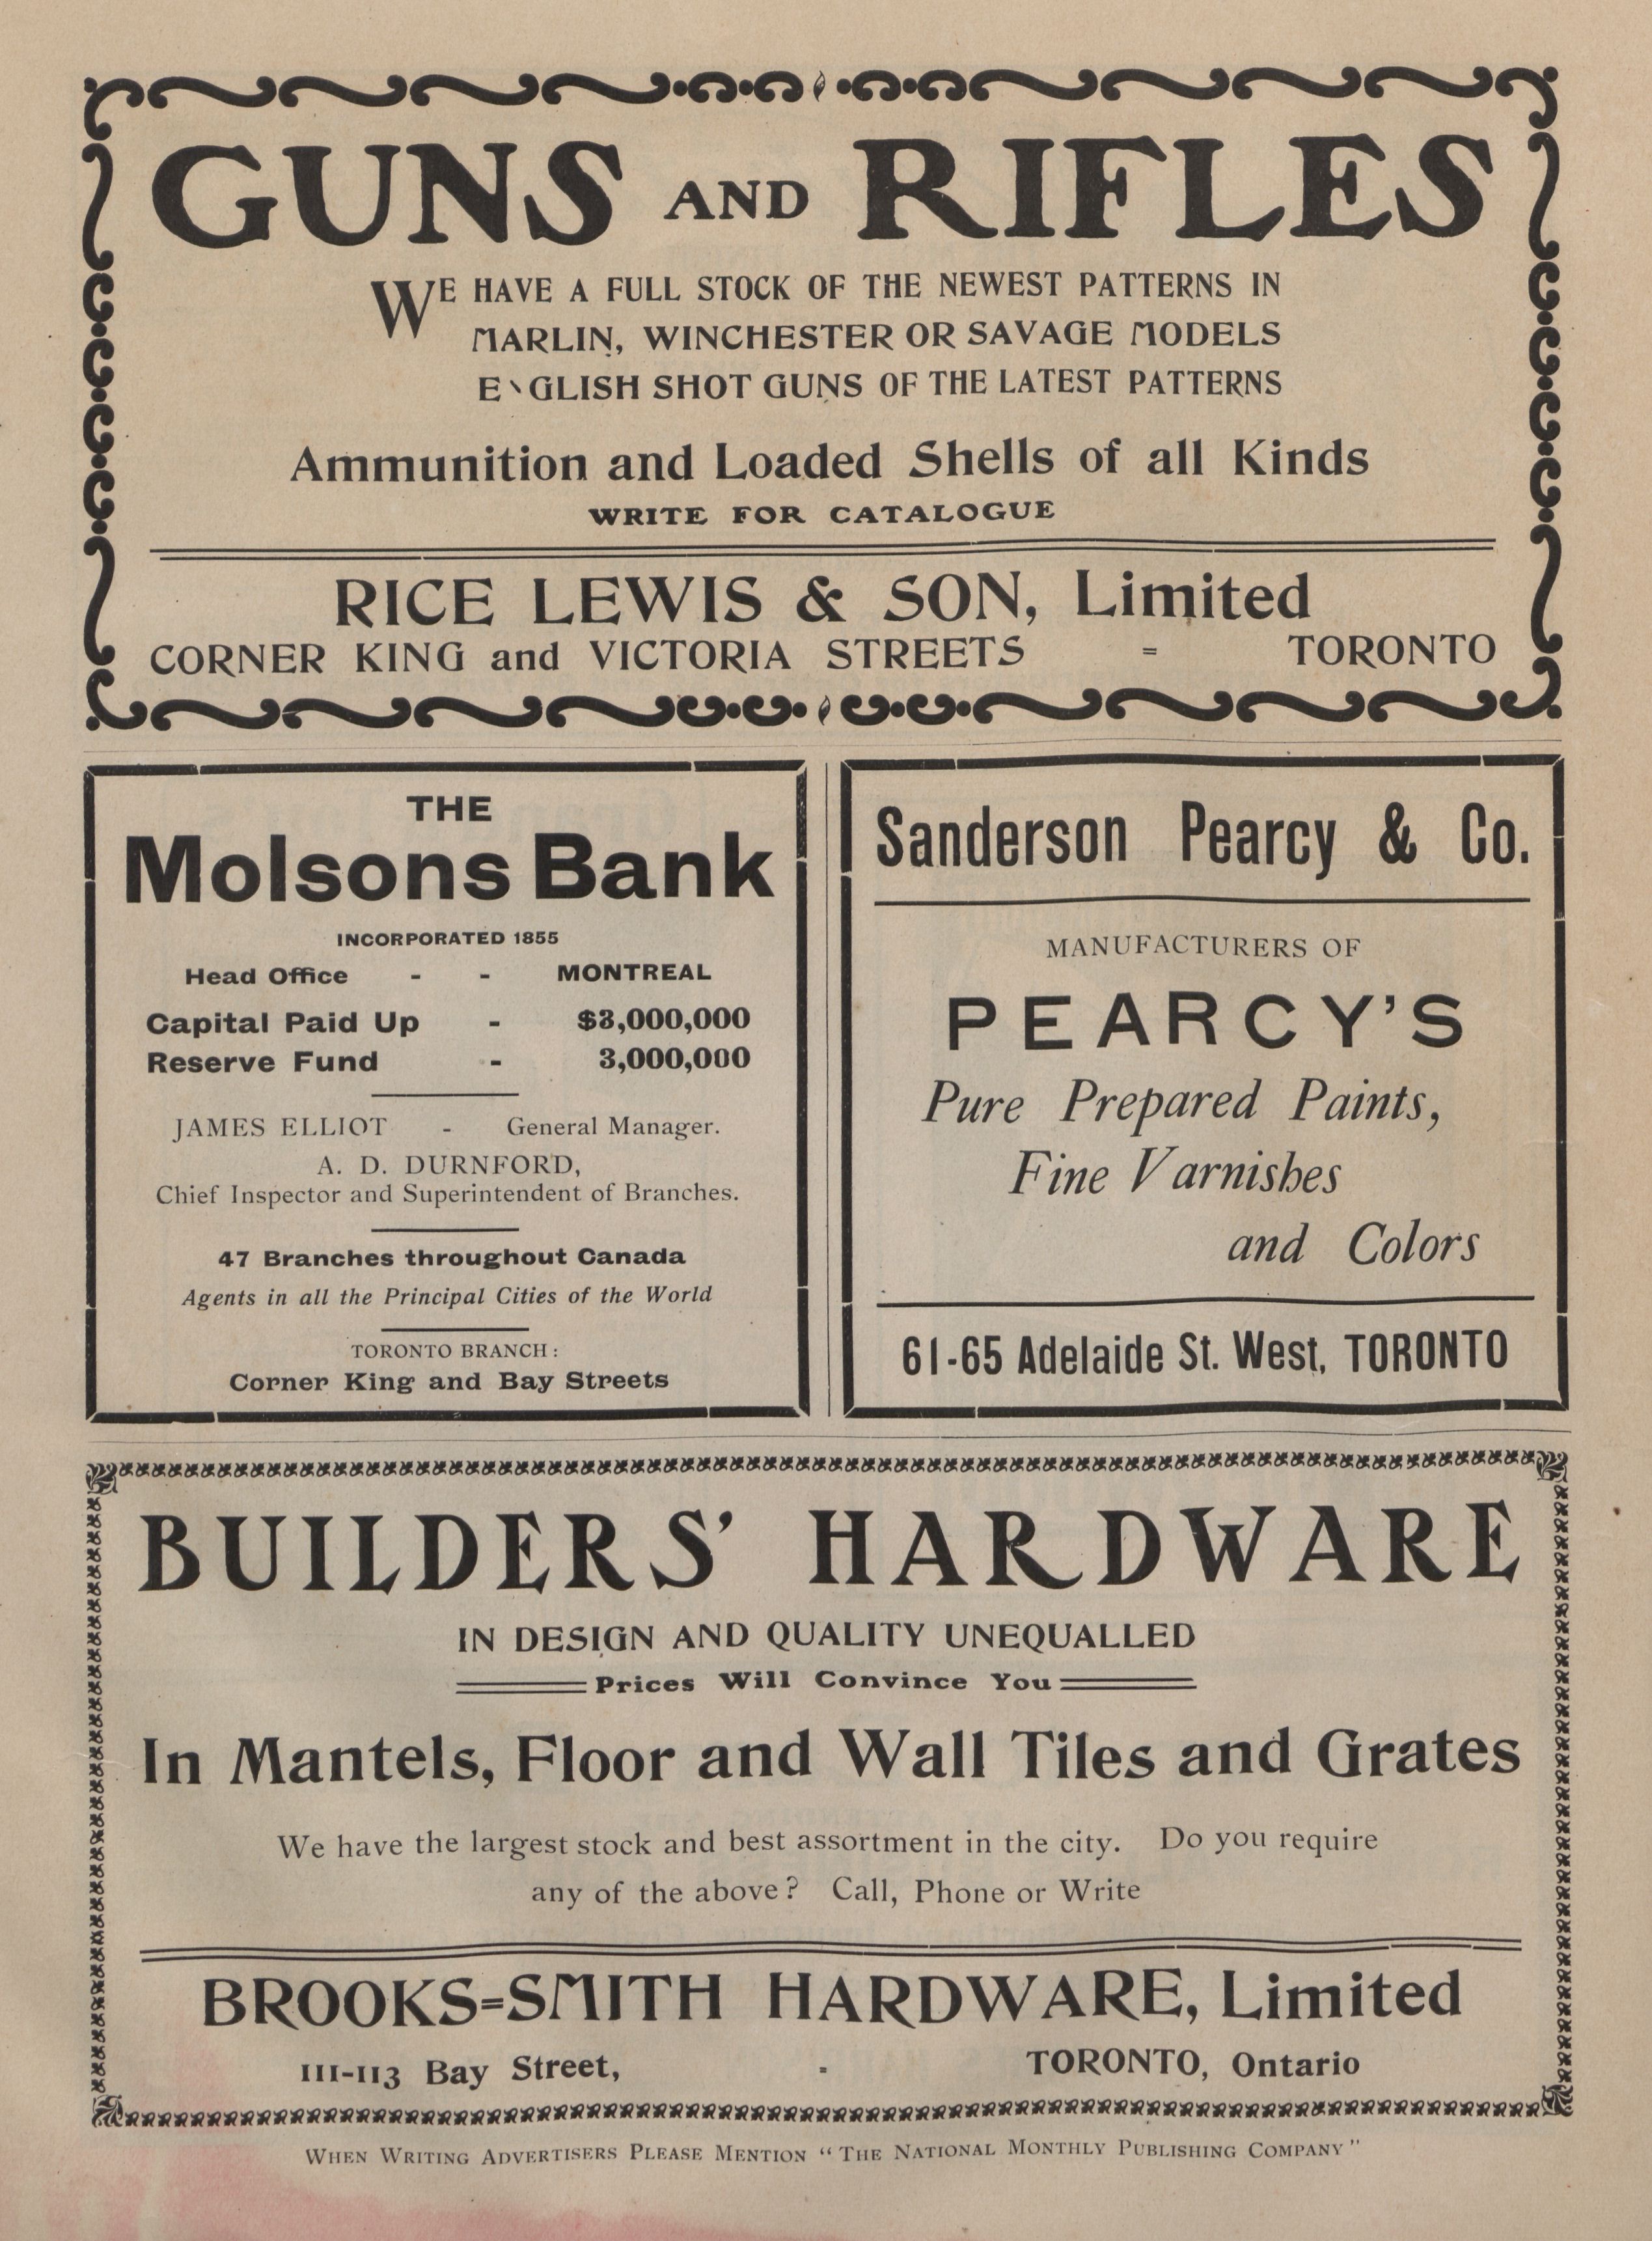 GUNS AND RIFLES
WE HAVE A FULL STOCK OF THE NEWEST PATTERNS IN
MARLIN, WINCHESTER OR SAVAGE MODELS
E\GLISH SHOT GUNS OF THE LATEST PATTERNS
Ammunition and Loaded Shells of all Kinds
WRITE FOR CATALOGUE
RICE LEWIS & SON, Limited
CORNER KING and VICTORIA STREETS = TORONTO
THE
Molsons Bank
INCORPORATED 1855
Head Office - - MONTREAL
Capital Paid Up - $3,000,000
Reserve Fund - 3,000,000
JAMES ELLIOT - General Manager.
A. D. DURNFORD,
Chief Inspector and Superintendent of Branches.
47 Branches throughout Canada
Agents in all the Principal Cities of the World
TORONTO BRANCH:
Corner King and Bay Streets
Sanderson Pearcy & Co.
MANUFACTURERS OF
PEARCY'S
Pure Prepared Paints,
Fine Varnishes
and Colors
61-65 Adelaide St. West, TORONTO
BUILDERS' HARDWARE
IN DESIGN AND QUALITY UNEQUALLED
Prices Will Convince You
In Mantels, Floor and Wall Tiles and Grates
We have the largest stock and best assortment in the city. Do you require
any of the above? Call, Phone or Write
BROOKS=SMITH HARDWARE, Limited
111-113 Bay Street, - TORONTO, Ontario
WHEN WRITING ADVERTISERS PLEASE MENTION "THE NATIONAL MONTHLY PUBLISHING COMPANY"